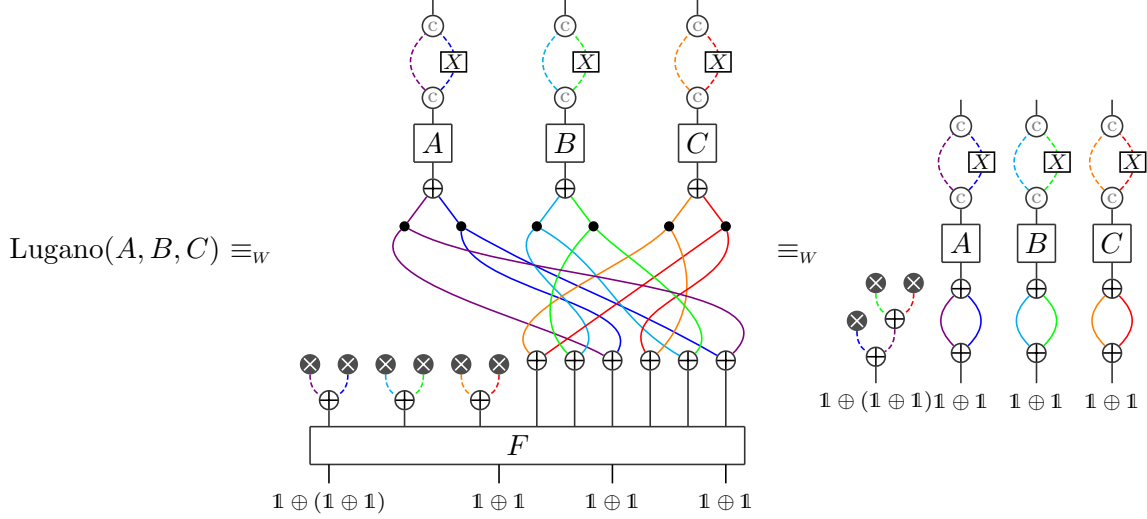 C C C
X X X
C C C
A B C
C C C
X X X
C C C
Lugano(A, B, C) ≡W ≡W
A B C
F
𝟙 ⊕ (𝟙 ⊕ 𝟙) 𝟙 ⊕ 𝟙 𝟙 ⊕ 𝟙 𝟙 ⊕ 𝟙
𝟙 ⊕ (𝟙 ⊕ 𝟙) 𝟙 ⊕ 𝟙 𝟙 ⊕ 𝟙 𝟙 ⊕ 𝟙